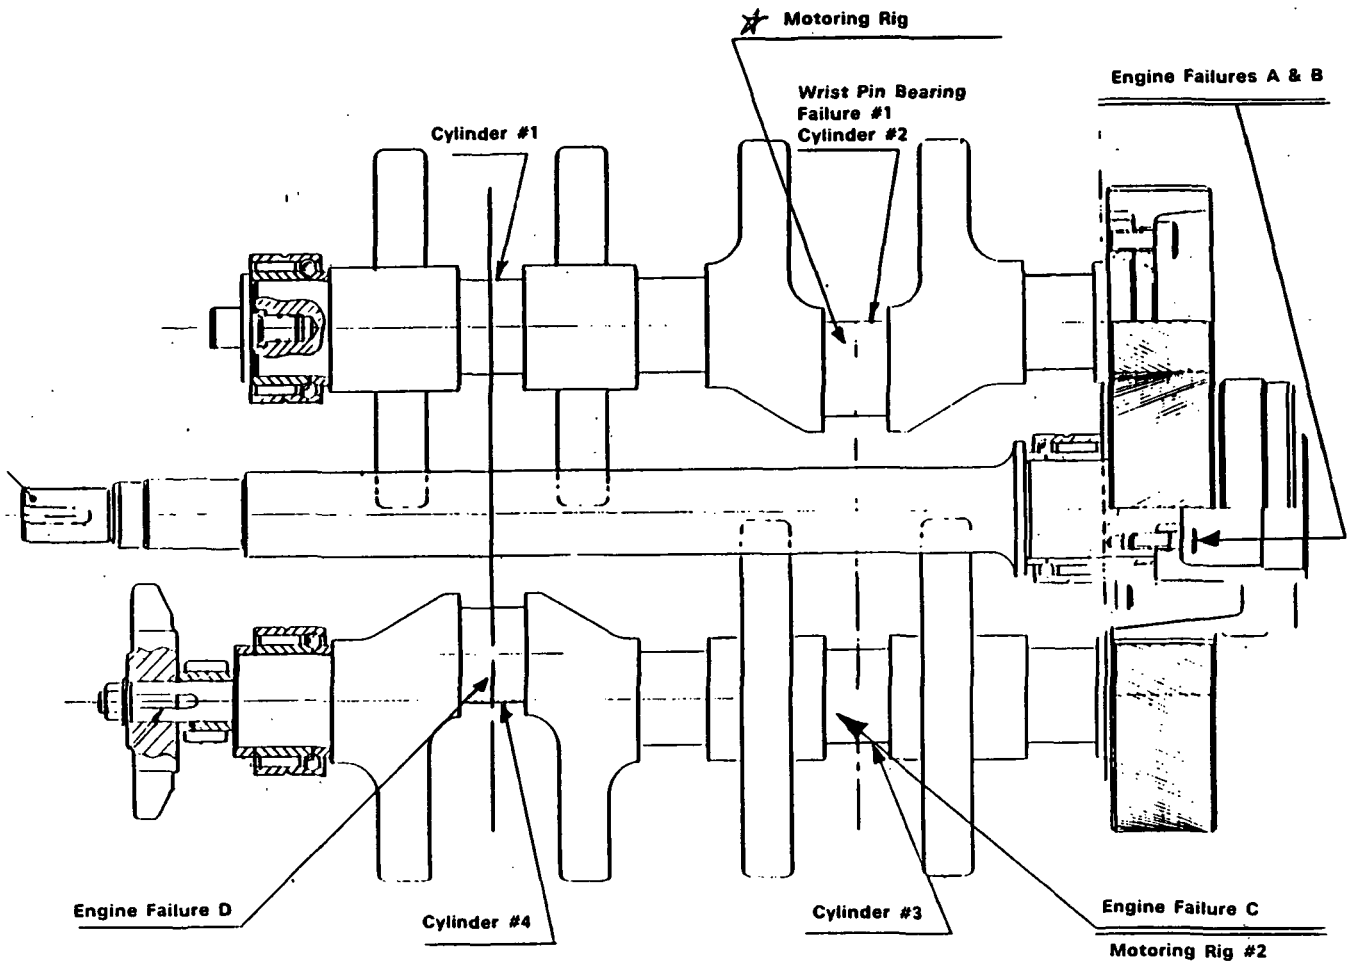 Motoring Rig
Engine Failures A & B
Wrist Pin Bearing
Failure #1
Cylinder #2
Cylinder #1
Engine Failure D
Cylinder #4
Cylinder #3
Engine Failure C
Motoring Rig #2